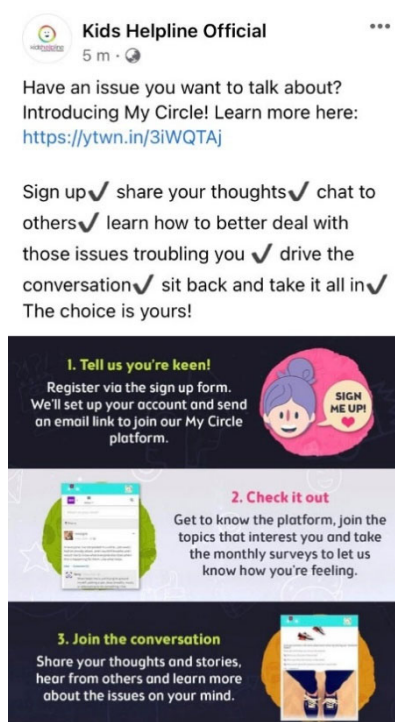 Kids Helpline Official
5 m ·
Have an issue you want to talk about?
Introducing My Circle! Learn more here:
https://ytwn.in/3iWQTAj
Sign up✔ share your thoughts✔ chat to
others✔ learn how to better deal with
those issues troubling you ✔ drive the
conversation✔ sit back and take it all in✔
The choice is yours!
1. Tell us you're keen!
Register via the sign up form.
We'll set up your account and send
an email link to join our My Circle
platform.
SIGN
ME UP!
2. Check it out
Get to know the platform, join the
topics that interest you and take
the monthly surveys to let us
know how you're feeling.
3. Join the conversation
Share your thoughts and stories,
hear from others and learn more
about the issues on your mind.